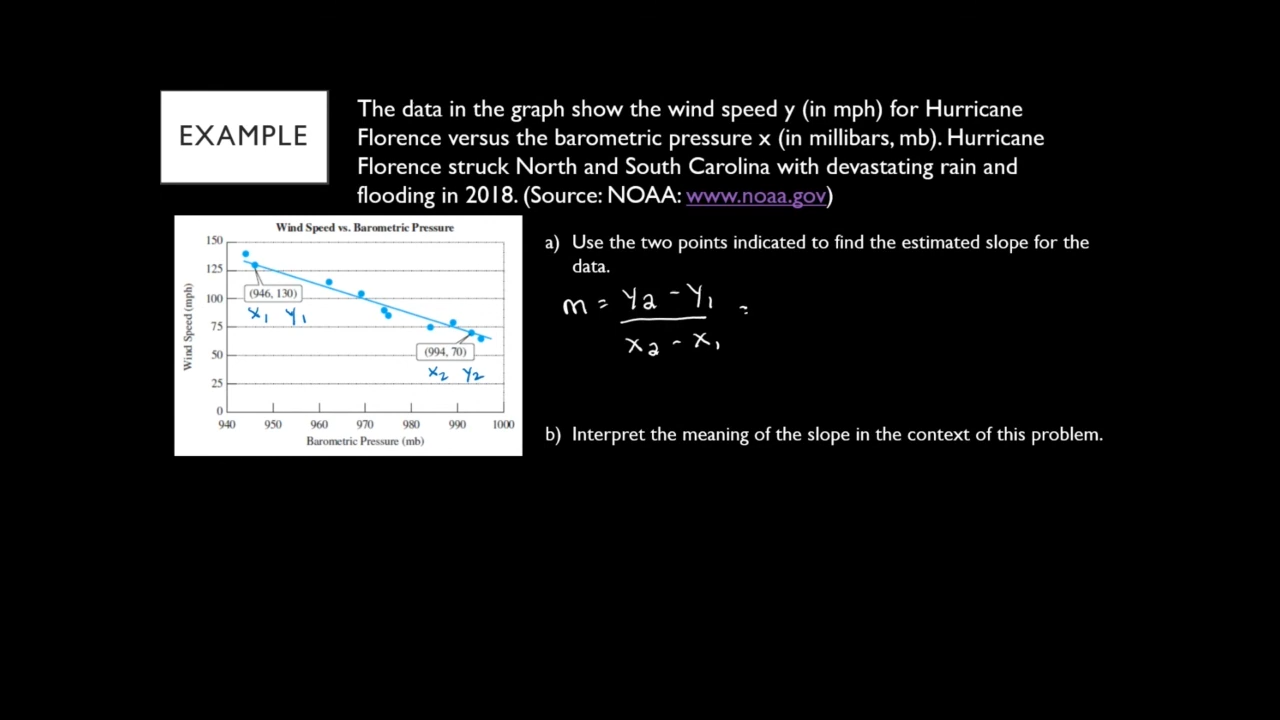 EXAMPLE
The data in the graph show the wind speed y (in mph) for Hurricane
Florence versus the barometric pressure x (in millibars, mb). Hurricane
Florence struck North and South Carolina with devastating rain and
flooding in 2018. (Source: NOAA: www.noaa.gov)
Wind Speed vs. Barometric Pressure
Wind Speed (mph)
150
125
100
75
50
25
0
(946, 130)
x₁ y₁
(994, 70)
x₂ y₂
940 950 960 970 980 990 1000
Barometric Pressure (mb)
a) Use the two points indicated to find the estimated slope for the
data.
m = y₂ - y₁ =
x₂ - x₁
b) Interpret the meaning of the slope in the context of this problem.